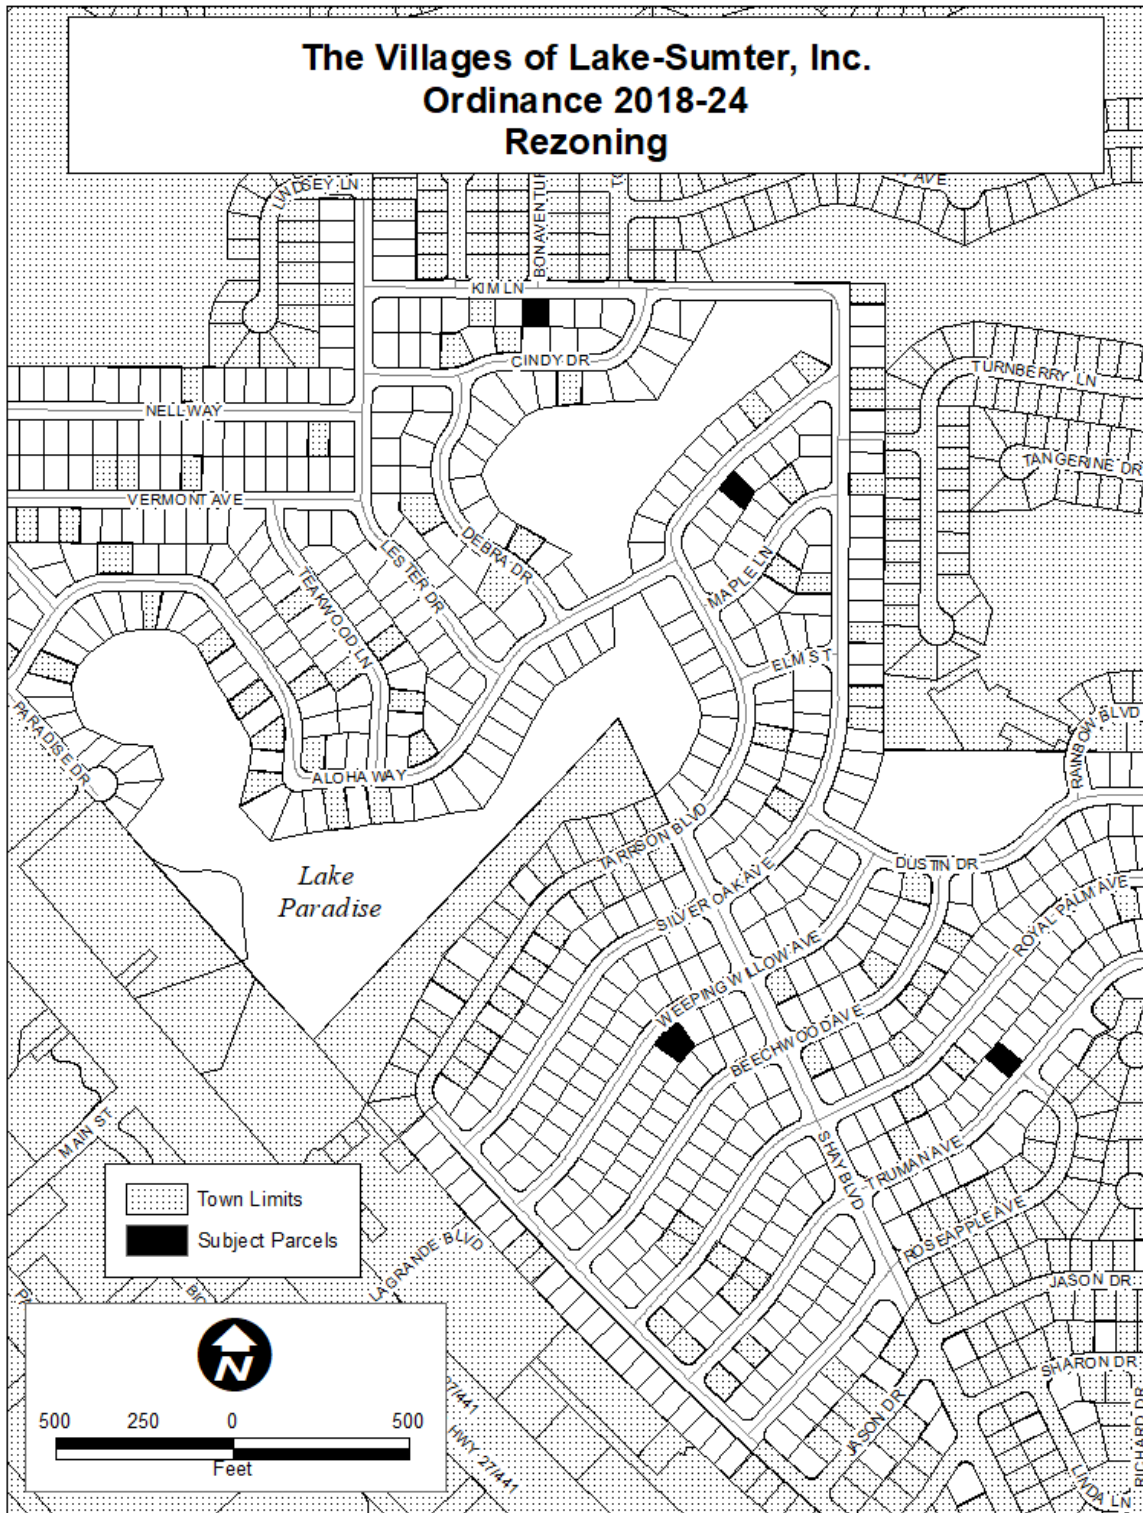 The Villages of Lake-Sumter, Inc.
Ordinance 2018-24
Rezoning
LINDSEY LN
BONAVENTUR
AVE
KIM LN
CINDY DR
TURNBERRY LN
NELL WAY
TANGERINE DR
VERMONT AVE
DEBRA DR
LESTER DR
TEAKWOOD LN
MAPLE LN
ELM ST
PARADISE DR
RAINBOW BLVD
ALOHA WAY
TARRSON BLVD
DUSTIN DR
Lake
Paradise
SILVER OAK AVE
ROYAL PALM AVE
WEEPING WILLOW AVE
BEECHWOOD AVE
MAIN ST
SHAY BLVD
TRUMAN AVE
ROSEAPPLE AVE
Town Limits
Subject Parcels
LAGRANDE BLVD
JASON DR
SHARON DR
RICHARD DR
JASON DR
LINDA LN
27/441
HWY 27/441
N
500 250 0 500
Feet